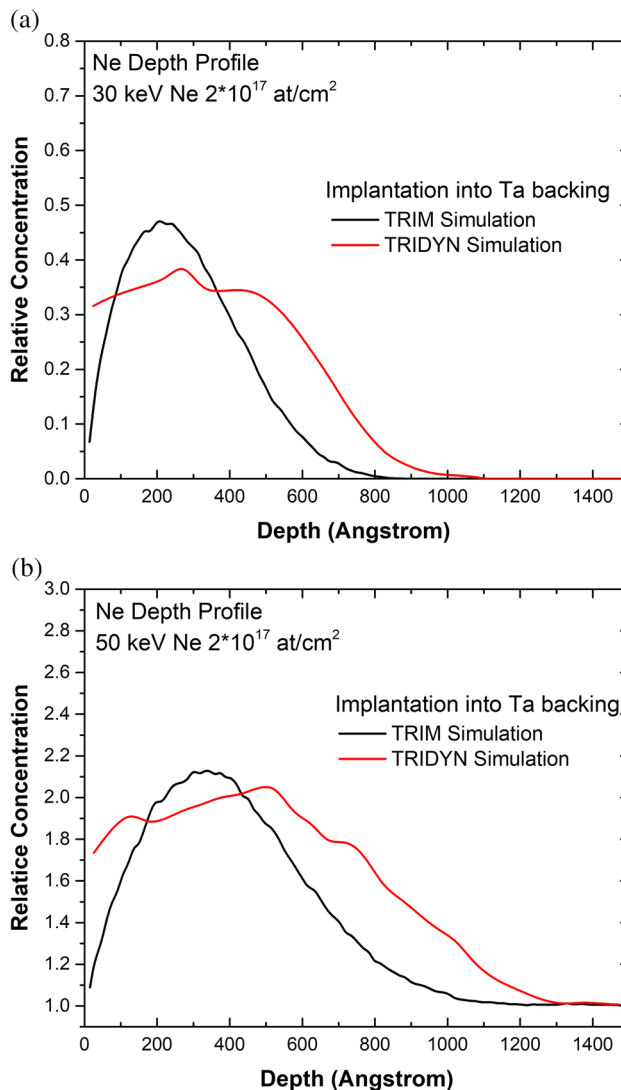 (a)
0.8
0.7
0.6
0.5
0.4
0.3
0.2
0.1
0.0
Relative Concentration
Ne Depth Profile
30 keV Ne 2*10^17 at/cm^2
Implantation into Ta backing
TRIM Simulation
TRIDYN Simulation
0 200 400 600 800 1000 1200 1400
Depth (Angstrom)
(b)
3.0
2.8
2.6
2.4
2.2
2.0
1.8
1.6
1.4
1.2
1.0
Relatice Concentration
Ne Depth Profile
50 keV Ne 2*10^17 at/cm^2
Implantation into Ta backing
TRIM Simulation
TRIDYN Simulation
0 200 400 600 800 1000 1200 1400
Depth (Angstrom)